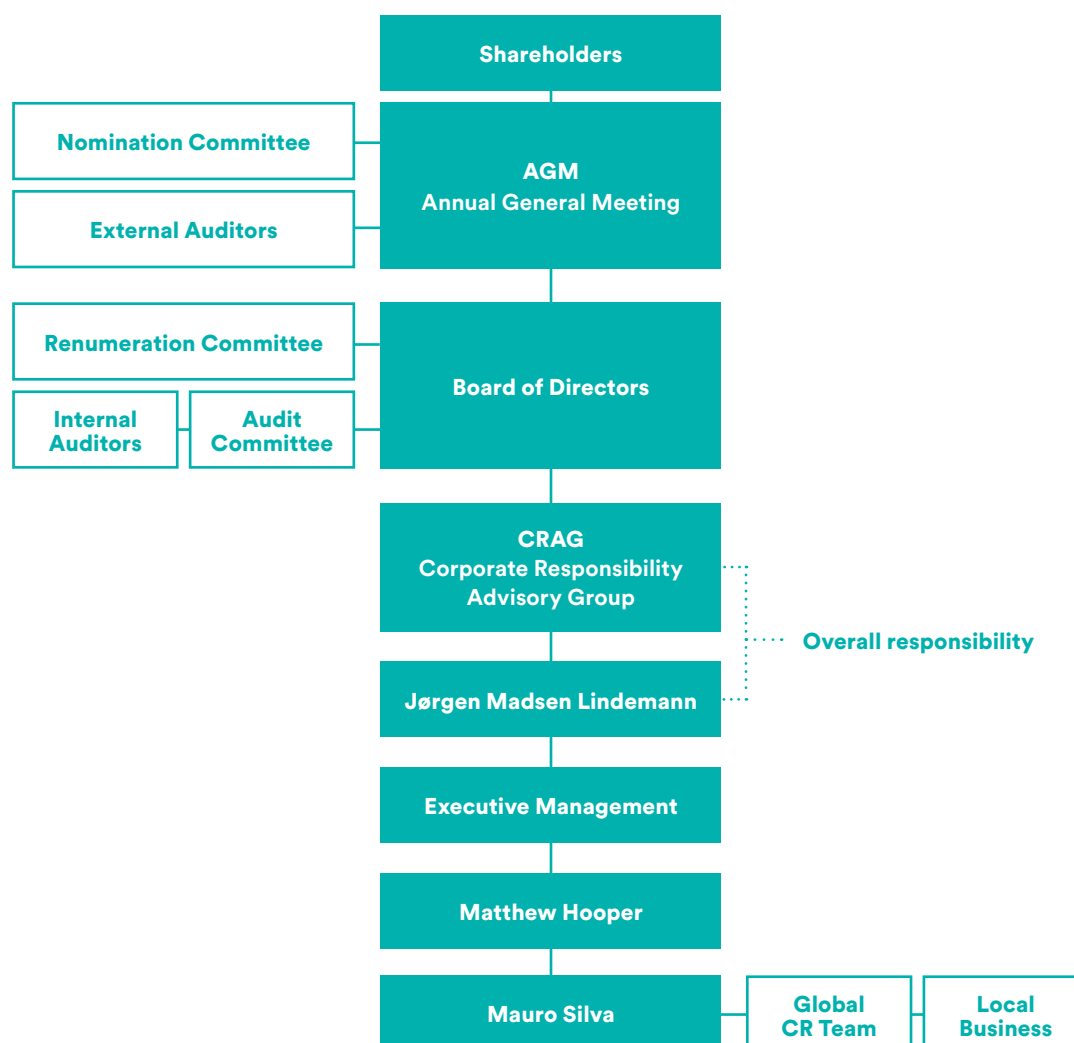 Shareholders
Nomination Committee
AGM
Annual General Meeting
External Auditors
Renumeration Committee
Board of Directors
Internal
Auditors
Audit
Committee
CRAG
Corporate Responsibility
Advisory Group
Overall responsibility
Jørgen Madsen Lindemann
Executive Management
Matthew Hooper
Mauro Silva
Global
CR Team
Local
Business